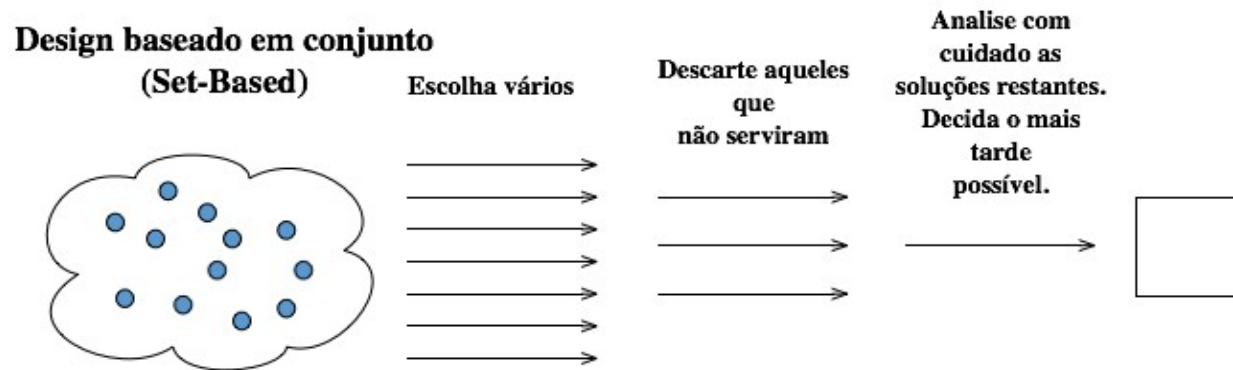 Design baseado em conjunto
(Set-Based)
Escolha vários
Descarte aqueles
que
não serviram
Analise com
cuidado as
soluções restantes.
Decida o mais
tarde
possível.